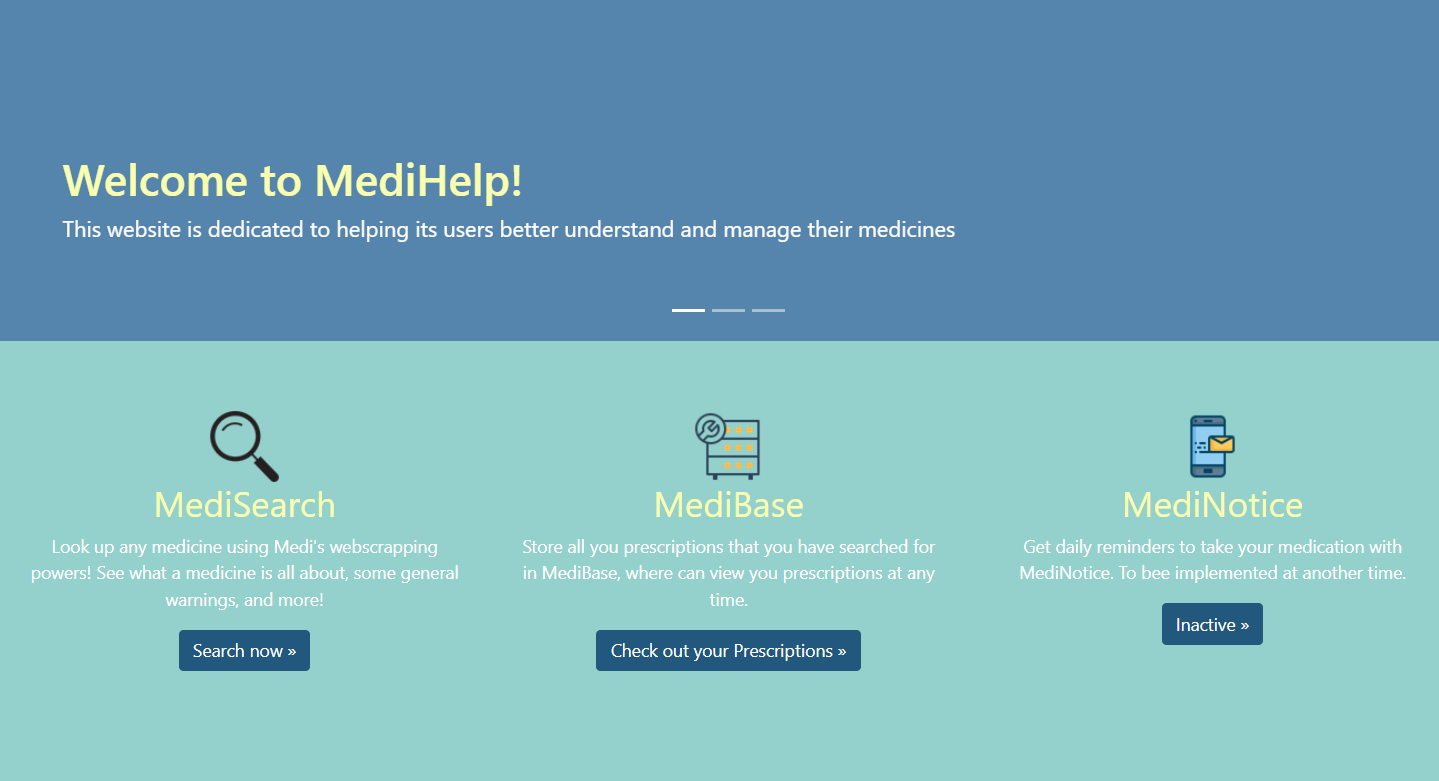 Welcome to MediHelp!
This website is dedicated to helping its users better understand and manage their medicines
MediSearch
Look up any medicine using Medi's webscrapping
powers! See what a medicine is all about, some general
warnings, and more!
Search now »
MediBase
Store all you prescriptions that you have searched for
in MediBase, where can view you prescriptions at any
time.
Check out your Prescriptions »
MediNotice
Get daily reminders to take your medication with
MediNotice. To bee implemented at another time.
Inactive »